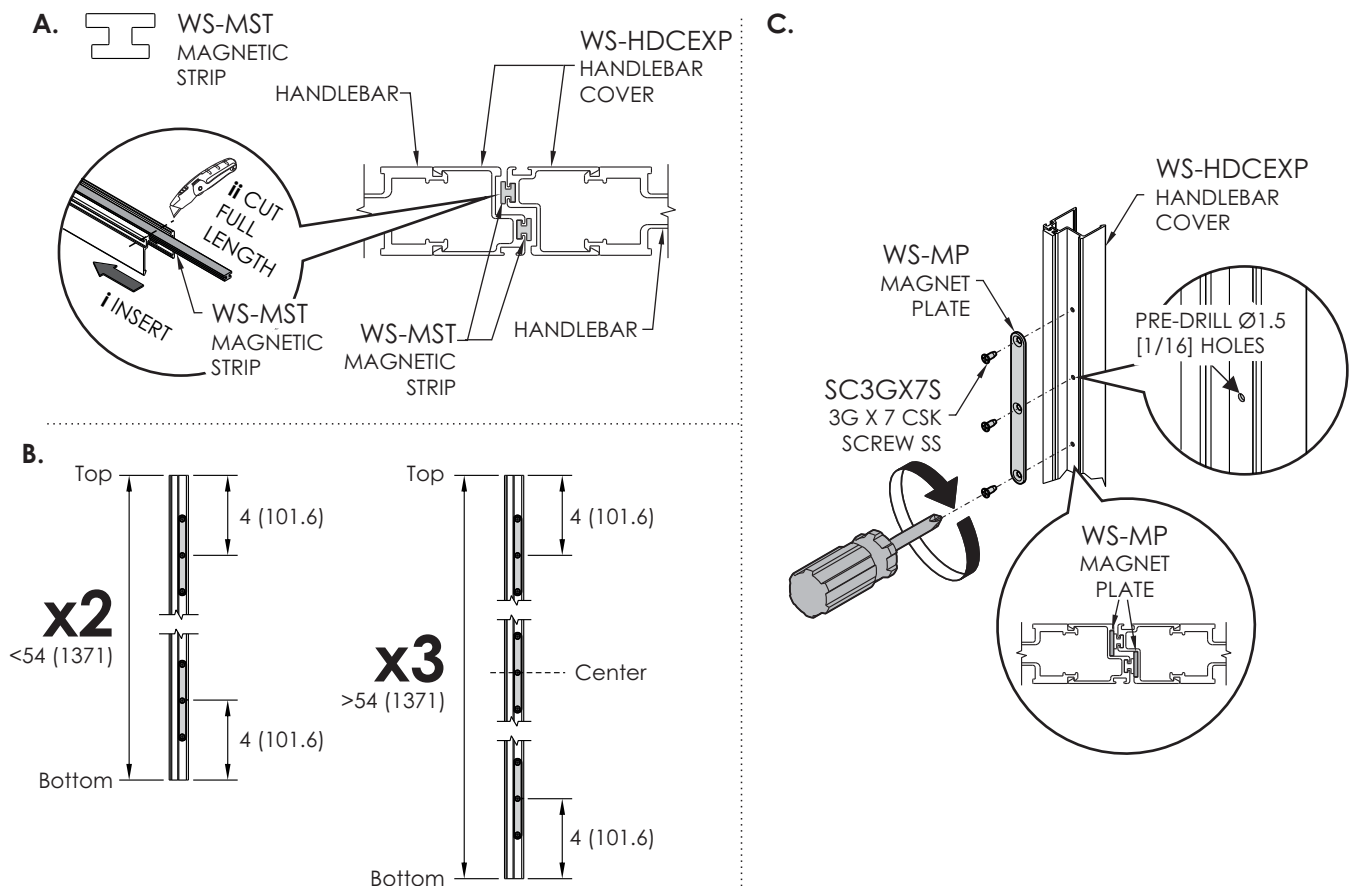 A.
WS-MST
MAGNETIC
STRIP
HANDLEBAR
WS-HDCEXP
HANDLEBAR
COVER
ii CUT
FULL
LENGTH
i INSERT
WS-MST
MAGNETIC
STRIP
WS-MST
MAGNETIC
STRIP
HANDLEBAR
B.
Top
4 (101.6)
x2
<54 (1371)
4 (101.6)
Bottom
Top
4 (101.6)
x3
>54 (1371)
Center
4 (101.6)
Bottom
C.
WS-HDCEXP
HANDLEBAR
COVER
WS-MP
MAGNET
PLATE
PRE-DRILL Ø1.5
[1/16] HOLES
SC3GX7S
3G X 7 CSK
SCREW SS
WS-MP
MAGNET
PLATE